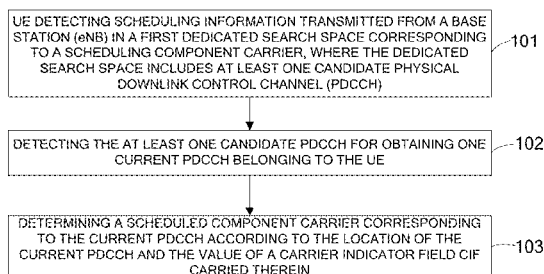 UE DETECTING SCHEDULING INFORMATION TRANSMITTED FROM A BASE
STATION (eNB) IN A FIRST DEDICATED SEARCH SPACE CORRESPONDING
TO A SCHEDULING COMPONENT CARRIER, WHERE THE DEDICATED
SEARCH SPACE INCLUDES AT LEAST ONE CANDIDATE PHYSICAL
DOWNLINK CONTROL CHANNEL (PDCCH)
101
DETECTING THE AT LEAST ONE CANDIDATE PDCCH FOR OBTAINING ONE
CURRENT PDCCH BELONGING TO THE UE
102
DETERMINING A SCHEDULED COMPONENT CARRIER CORRESPONDING
TO THE CURRENT PDCCH ACCORDING TO THE LOCATION OF THE
CURRENT PDCCH AND THE VALUE OF A CARRIER INDICATOR FIELD CIF
CARRIED THEREIN
103